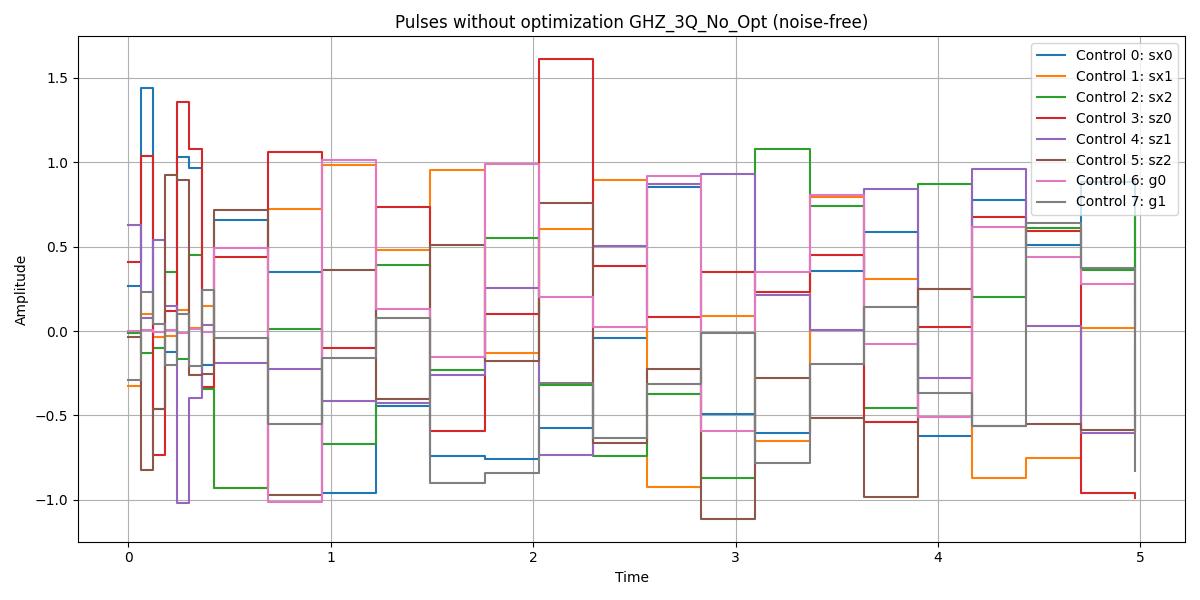 Pulses without optimization GHZ_3Q_No_Opt (noise-free)
Amplitude
1.5
1.0
0.5
0.0
−0.5
−1.0
0 1 2 3 4 5
Time
Control 0: sx0
Control 1: sx1
Control 2: sx2
Control 3: sz0
Control 4: sz1
Control 5: sz2
Control 6: g0
Control 7: g1